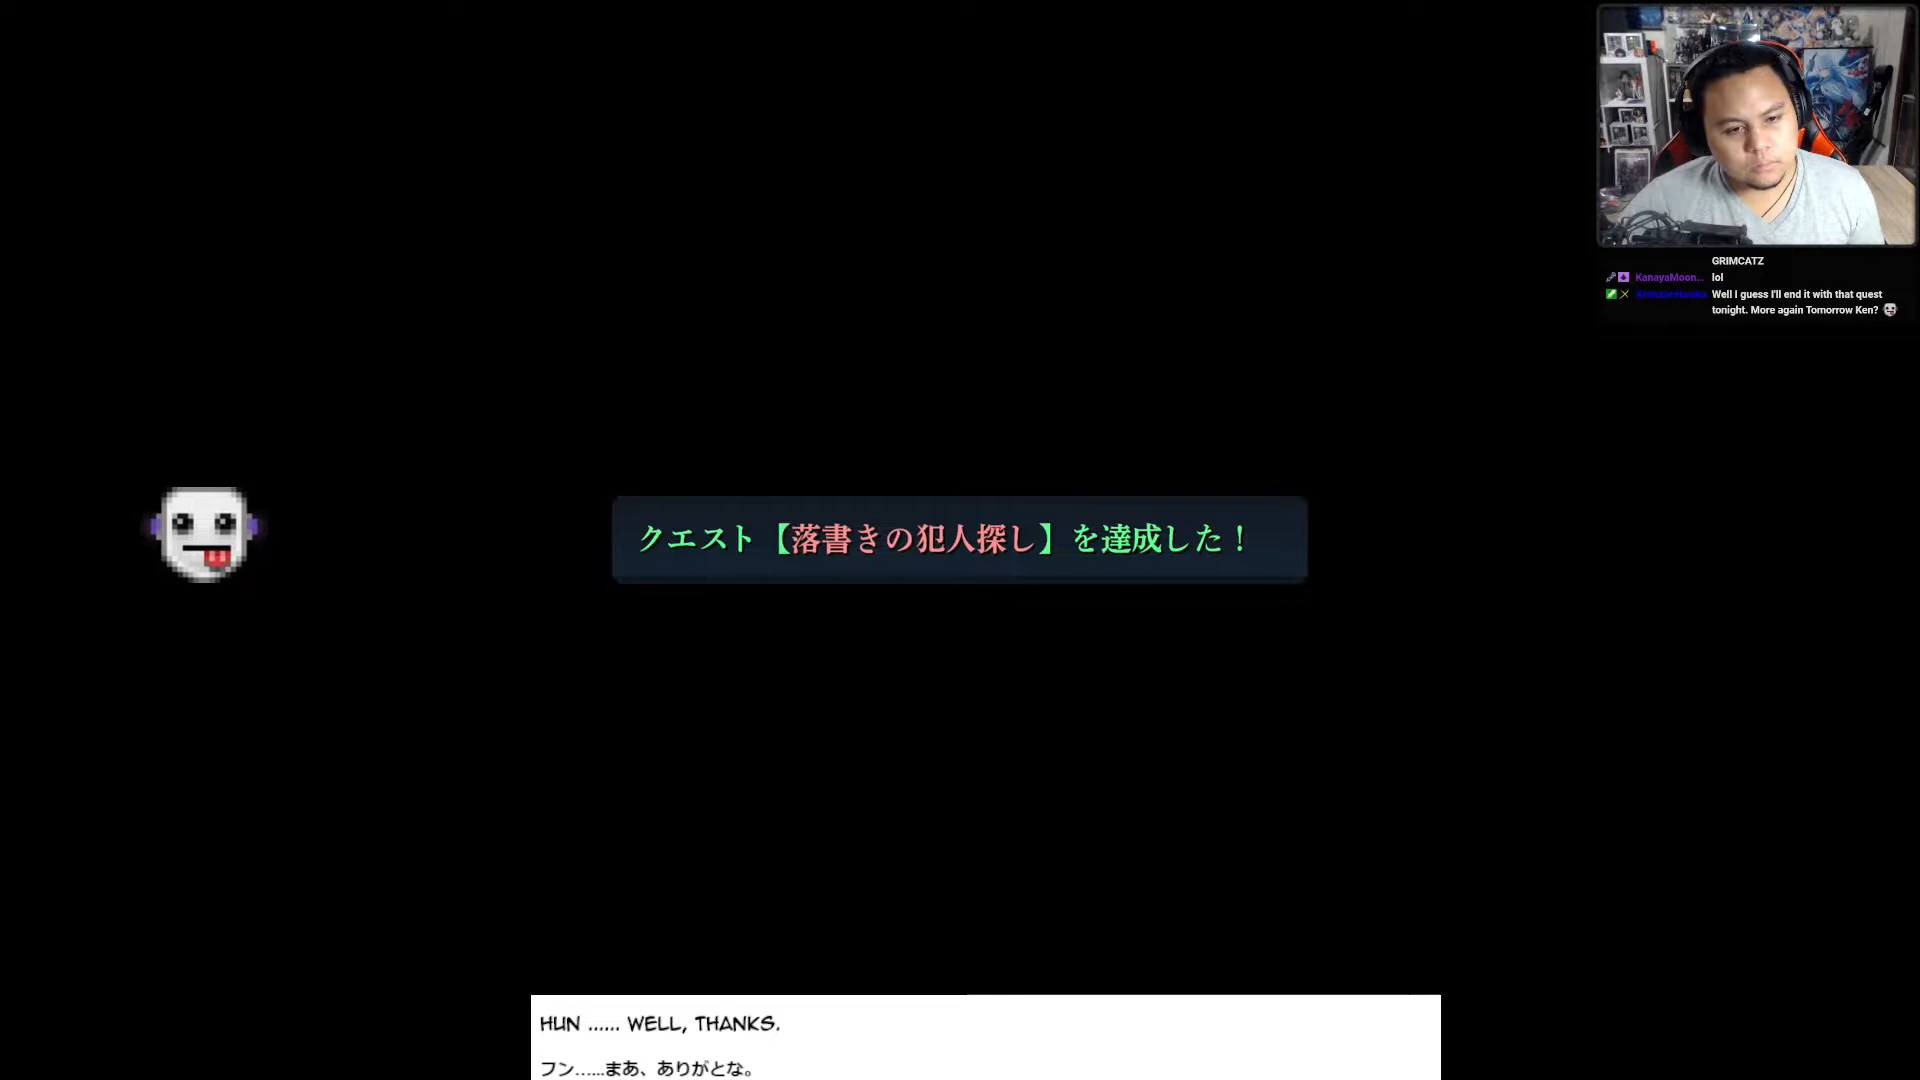 GRIMCATZ
KanayaMoon... lol
Well I guess I'll end it with that quest
tonight. More again Tomorrow Ken?
クエスト【落書きの犯人探し】を達成した！
HUN ...... WELL, THANKS.
フン......まあ、ありがとな。